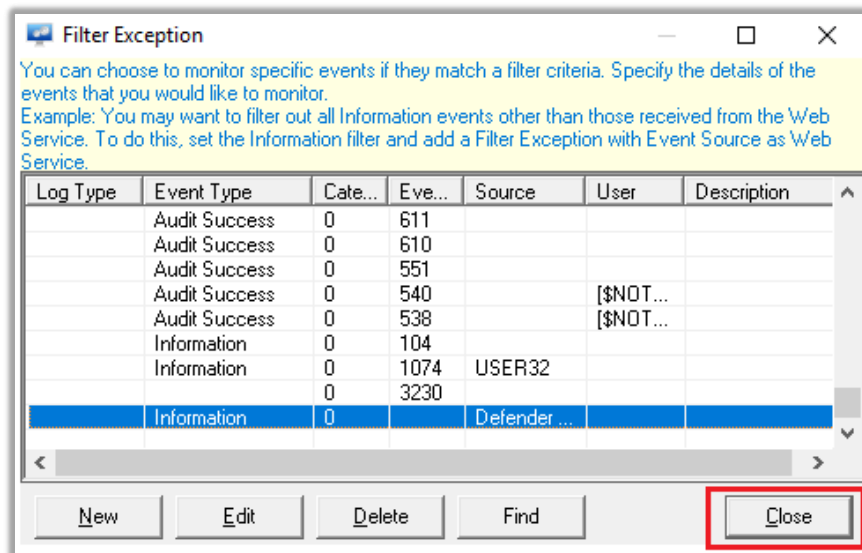 Filter Exception
You can choose to monitor specific events if they match a filter criteria. Specify the details of the
events that you would like to monitor.
Example: You may want to filter out all Information events other than those received from the Web
Service. To do this, set the Information filter and add a Filter Exception with Event Source as Web
Service.
Log Type Event Type Cate... Eve... Source User Description
Audit Success 0 611
Audit Success 0 610
Audit Success 0 551
Audit Success 0 540 [$NOT...
Audit Success 0 538 [$NOT...
Information 0 104
Information 0 1074 USER32
0 3230
Information 0 Defender ...
New Edit Delete Find Close